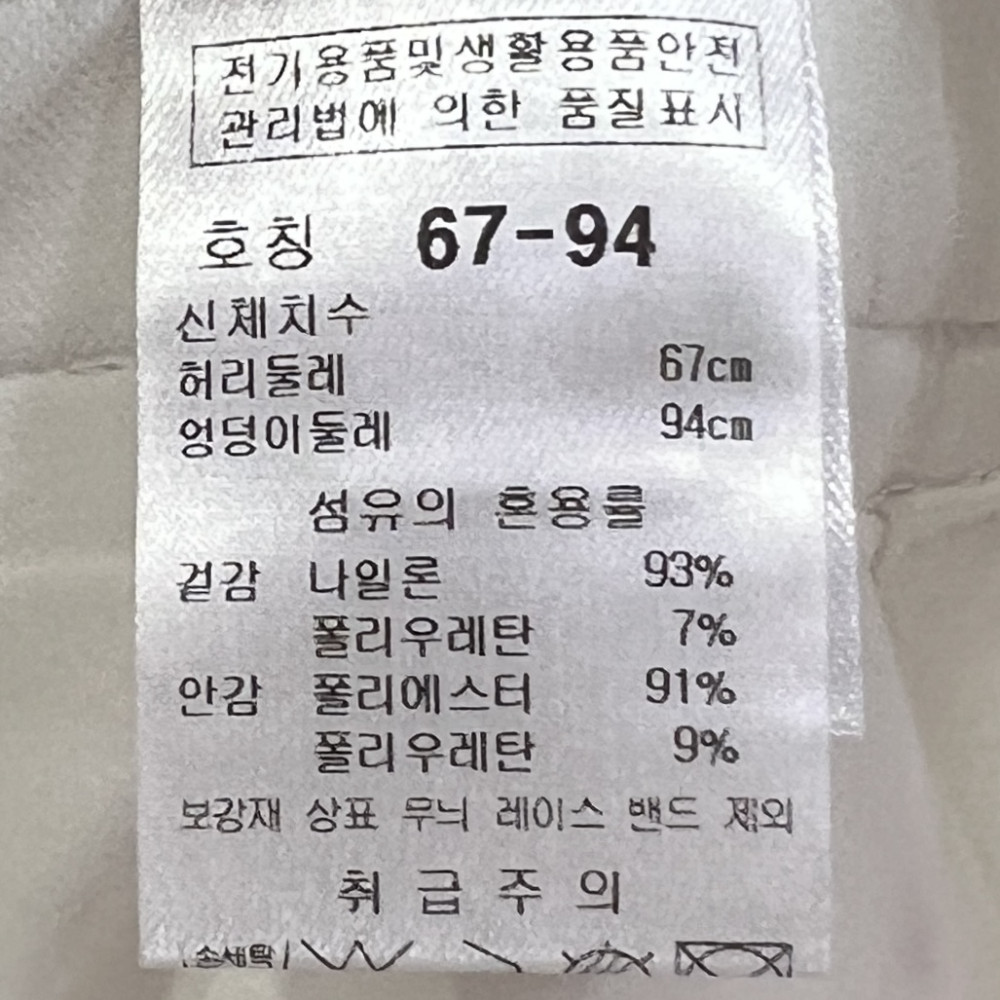 전기용품및생활용품안전
관리법에 의한 품질표시
호칭 67-94
신체치수
허리둘레 67cm
엉덩이둘레 94cm
섬유의 혼용률
겉감 나일론 93%
폴리우레탄 7%
안감 폴리에스터 91%
폴리우레탄 9%
보강재 상표 무늬 레이스 밴드 제외
취급주의
손세탁